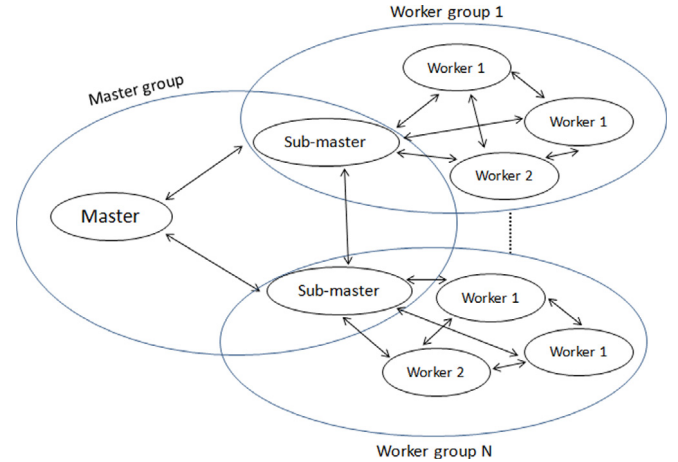 Worker group 1
Master group
Worker 1
Worker 1
Sub-master
Worker 2
Master
Sub-master
Worker 1
Worker 1
Worker 2
Worker group N